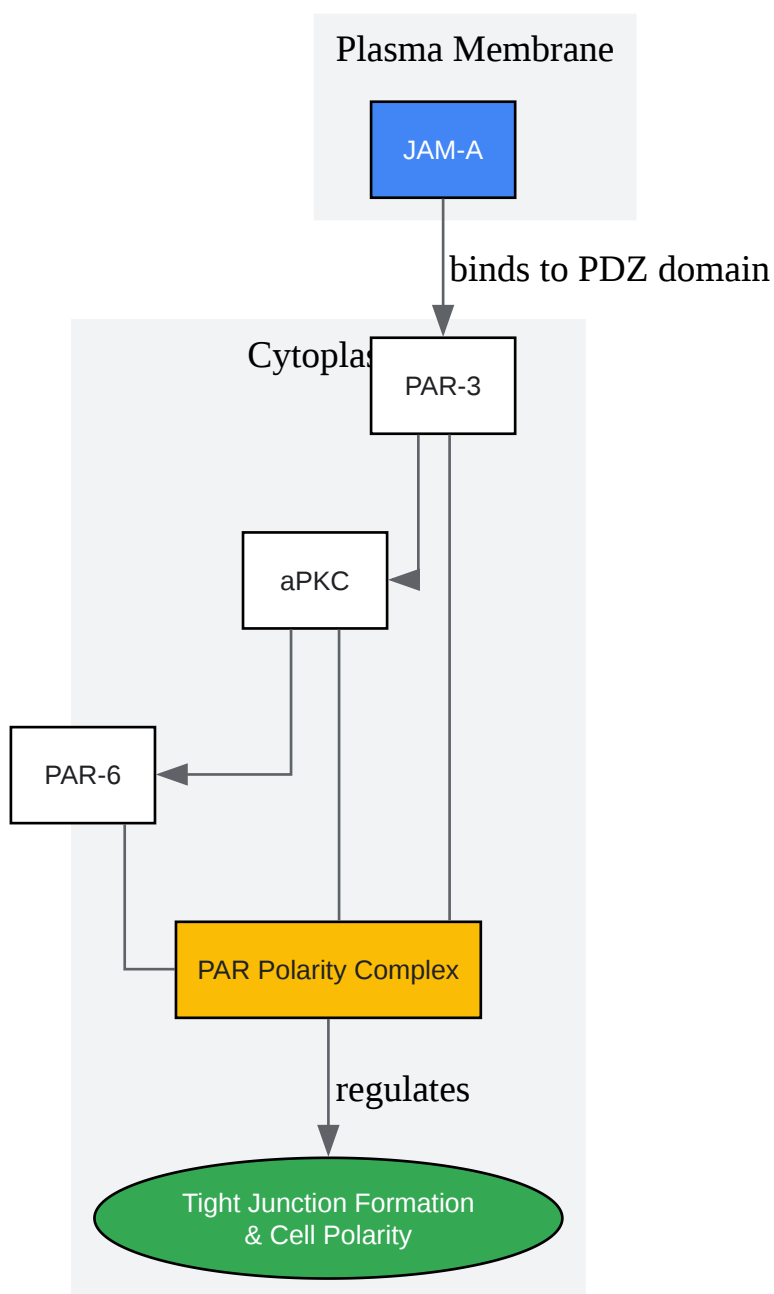 Plasma Membrane
JAM-A
binds to PDZ domain
PAR-3
aPKC
PAR-6
PAR Polarity Complex
regulates
Tight Junction Formation
& Cell Polarity